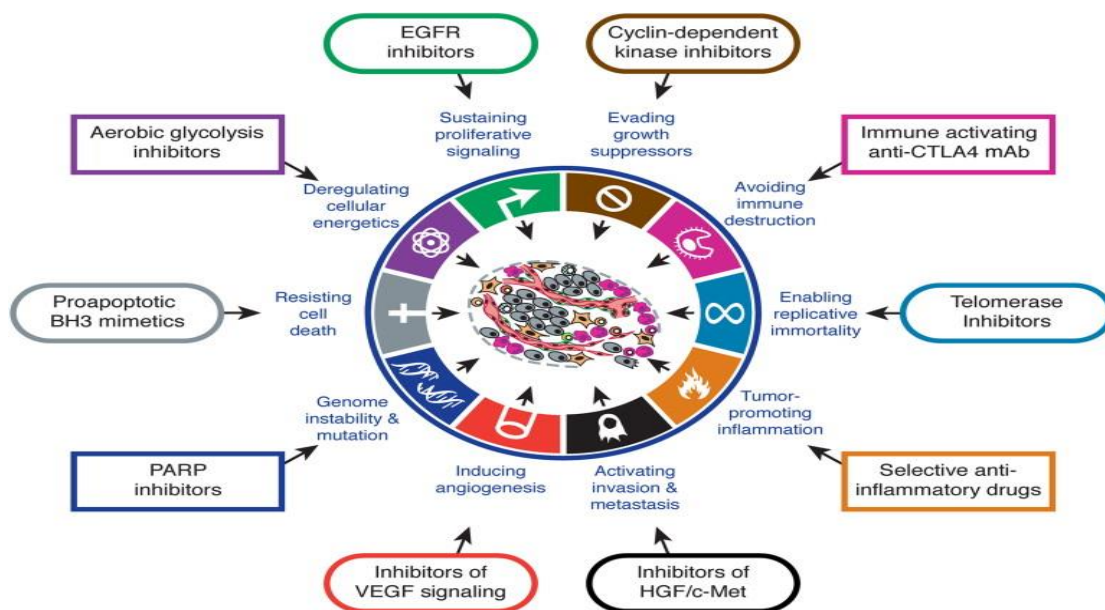 EGFR
inhibitors
Cyclin-dependent
kinase inhibitors
Sustaining
proliferative
signaling
Evading
growth
suppressors
Aerobic glycolysis
inhibitors
Immune activating
anti-CTLA4 mAb
Deregulating
cellular
energetics
Avoiding
immune
destruction
Proapoptotic
BH3 mimetics
Resisting
cell
death
Enabling
replicative
immortality
Telomerase
Inhibitors
Genome
instability &
mutation
Tumor-
promoting
inflammation
PARP
inhibitors
Inducing
angiogenesis
Activating
invasion &
metastasis
Selective anti-
inflammatory drugs
Inhibitors of
VEGF signaling
Inhibitors of
HGF/c-Met